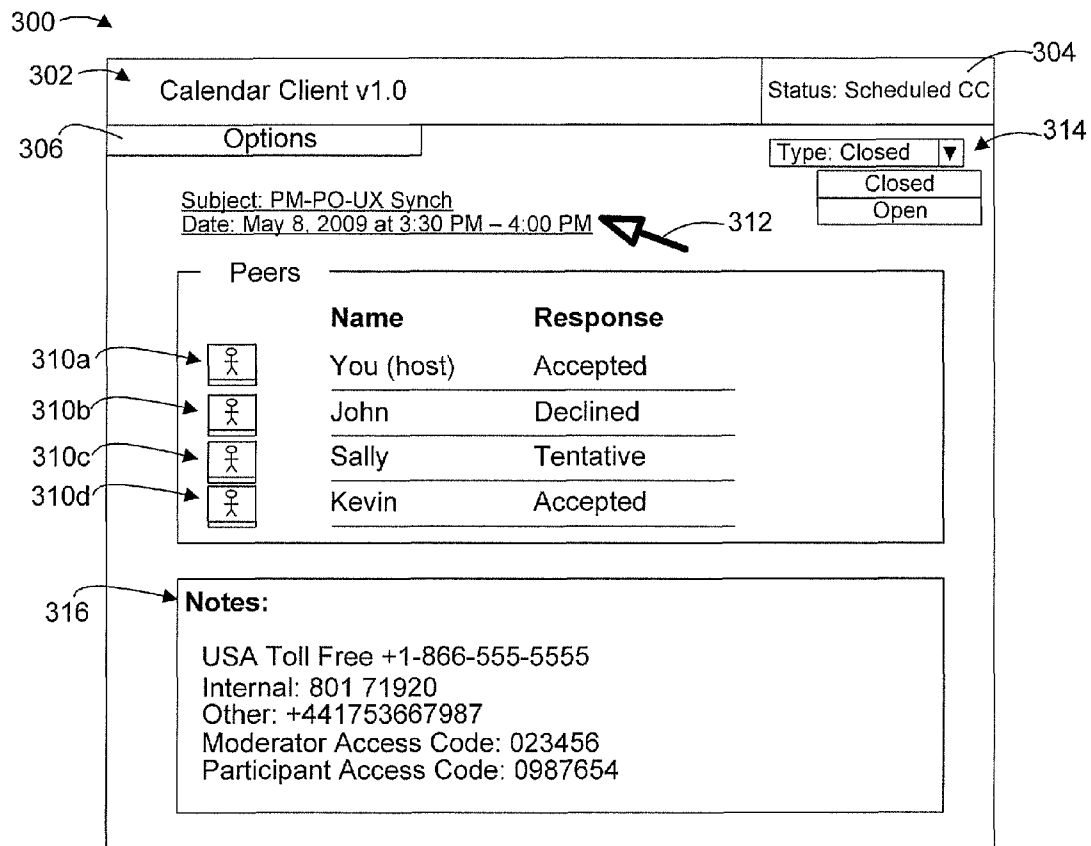 300
302
Calendar Client v1.0
Status: Scheduled CC
304
306
Options
Type: Closed ▼
314
Closed
Open
Subject: PM-PO-UX Synch
Date: May 8, 2009 at 3:30 PM – 4:00 PM
312
Peers
Name Response
310a You (host) Accepted
310b John Declined
310c Sally Tentative
310d Kevin Accepted
316
Notes:
USA Toll Free +1-866-555-5555
Internal: 801 71920
Other: +441753667987
Moderator Access Code: 023456
Participant Access Code: 0987654